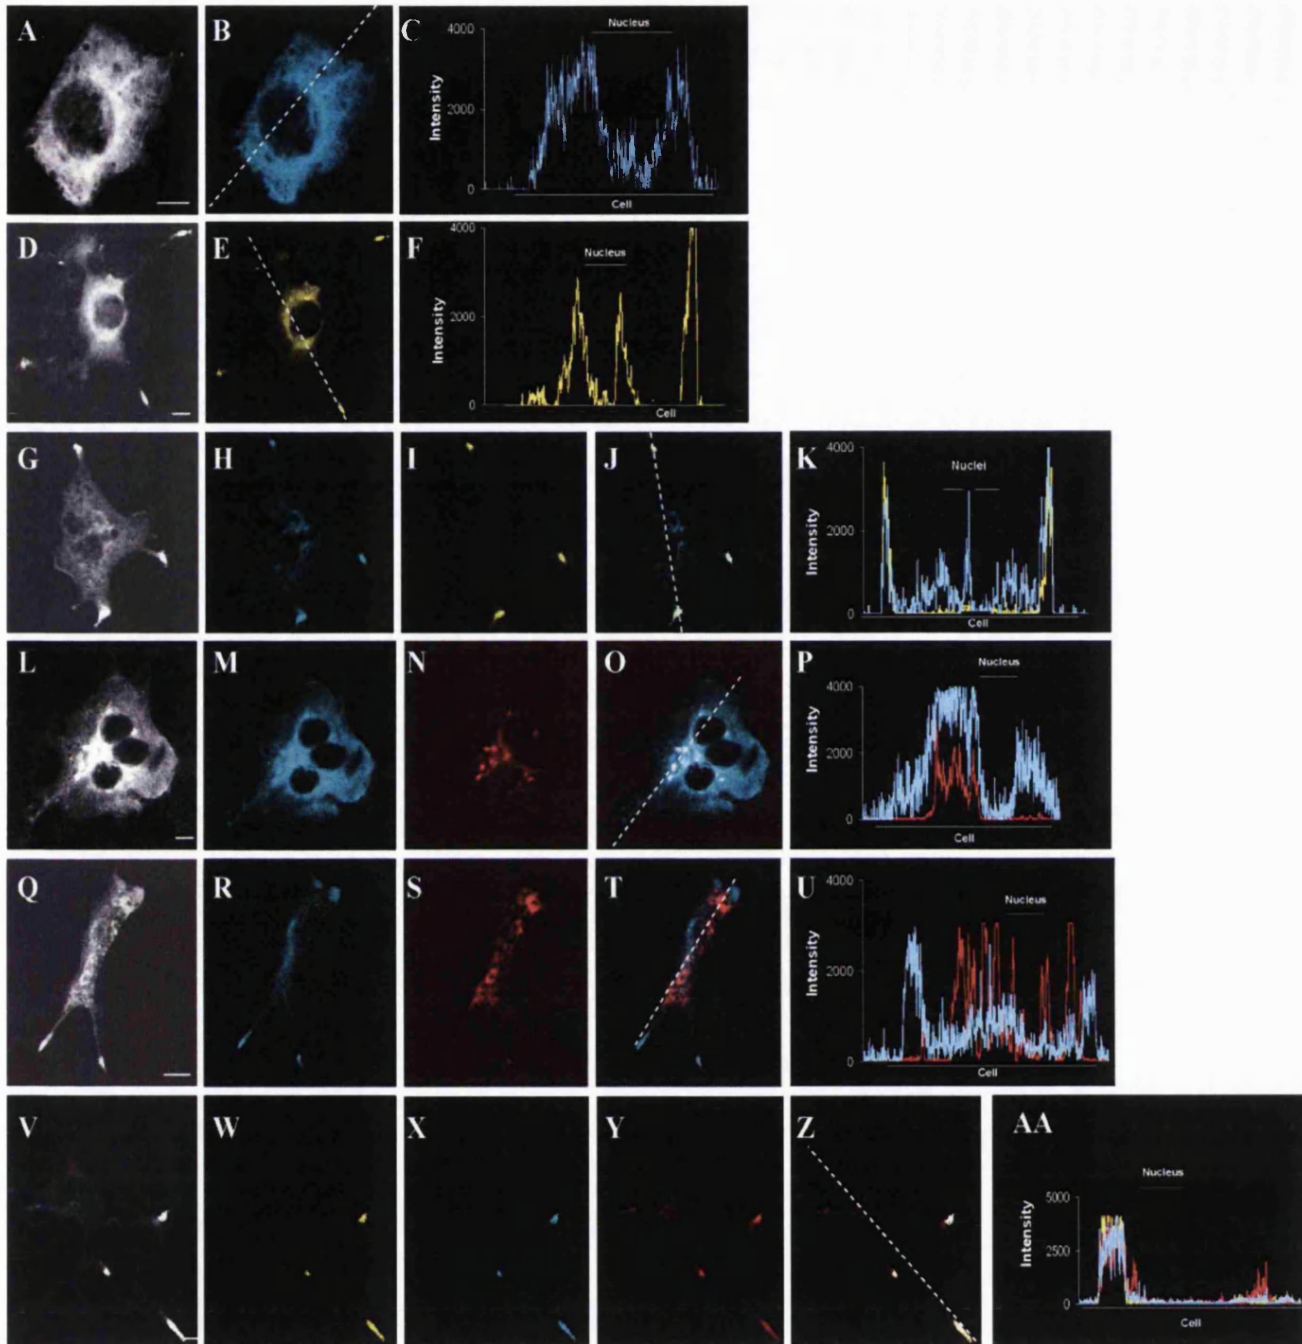 A B C
Nucleus
4000
Intensity
2000
0
Cell
D E F
4000
Nucleus
Intensity
2000
0
Cell
G H I J K
4000
Nuclei
Intensity
2000
0
Cell
L M N O P
Nucleus
4000
Intensity
2000
0
Cell
Q R S T U
4000
Nucleus
Intensity
2000
0
Cell
V W X Y Z AA
Nucleus
5000
Intensity
2500
0
Cell